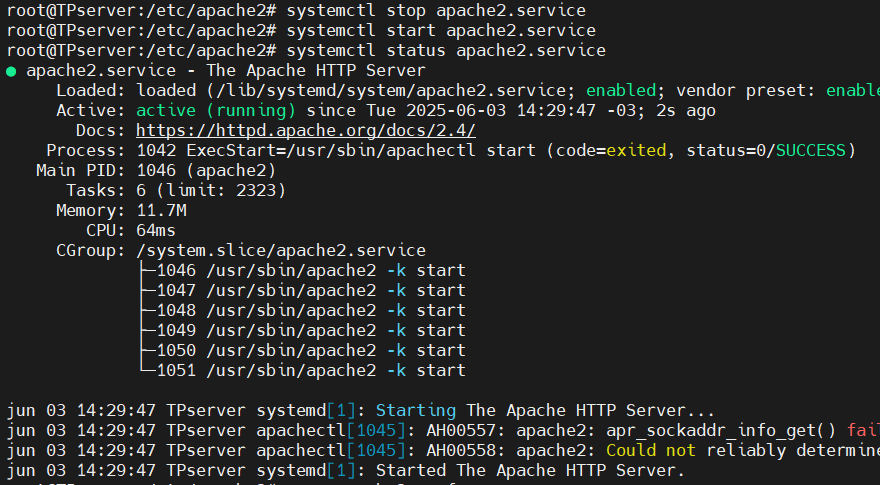 root@TPserver:/etc/apache2# systemctl stop apache2.service
root@TPserver:/etc/apache2# systemctl start apache2.service
root@TPserver:/etc/apache2# systemctl status apache2.service
● apache2.service - The Apache HTTP Server
     Loaded: loaded (/lib/systemd/system/apache2.service; enabled; vendor preset: enable
     Active: active (running) since Tue 2025-06-03 14:29:47 -03; 2s ago
       Docs: https://httpd.apache.org/docs/2.4/
    Process: 1042 ExecStart=/usr/sbin/apachectl start (code=exited, status=0/SUCCESS)
   Main PID: 1046 (apache2)
      Tasks: 6 (limit: 2323)
     Memory: 11.7M
        CPU: 64ms
     CGroup: /system.slice/apache2.service
             ├─1046 /usr/sbin/apache2 -k start
             ├─1047 /usr/sbin/apache2 -k start
             ├─1048 /usr/sbin/apache2 -k start
             ├─1049 /usr/sbin/apache2 -k start
             ├─1050 /usr/sbin/apache2 -k start
             └─1051 /usr/sbin/apache2 -k start
jun 03 14:29:47 TPserver systemd[1]: Starting The Apache HTTP Server...
jun 03 14:29:47 TPserver apachectl[1045]: AH00557: apache2: apr_sockaddr_info_get() fail
jun 03 14:29:47 TPserver apachectl[1045]: AH00558: apache2: Could not reliably determine
jun 03 14:29:47 TPserver systemd[1]: Started The Apache HTTP Server.